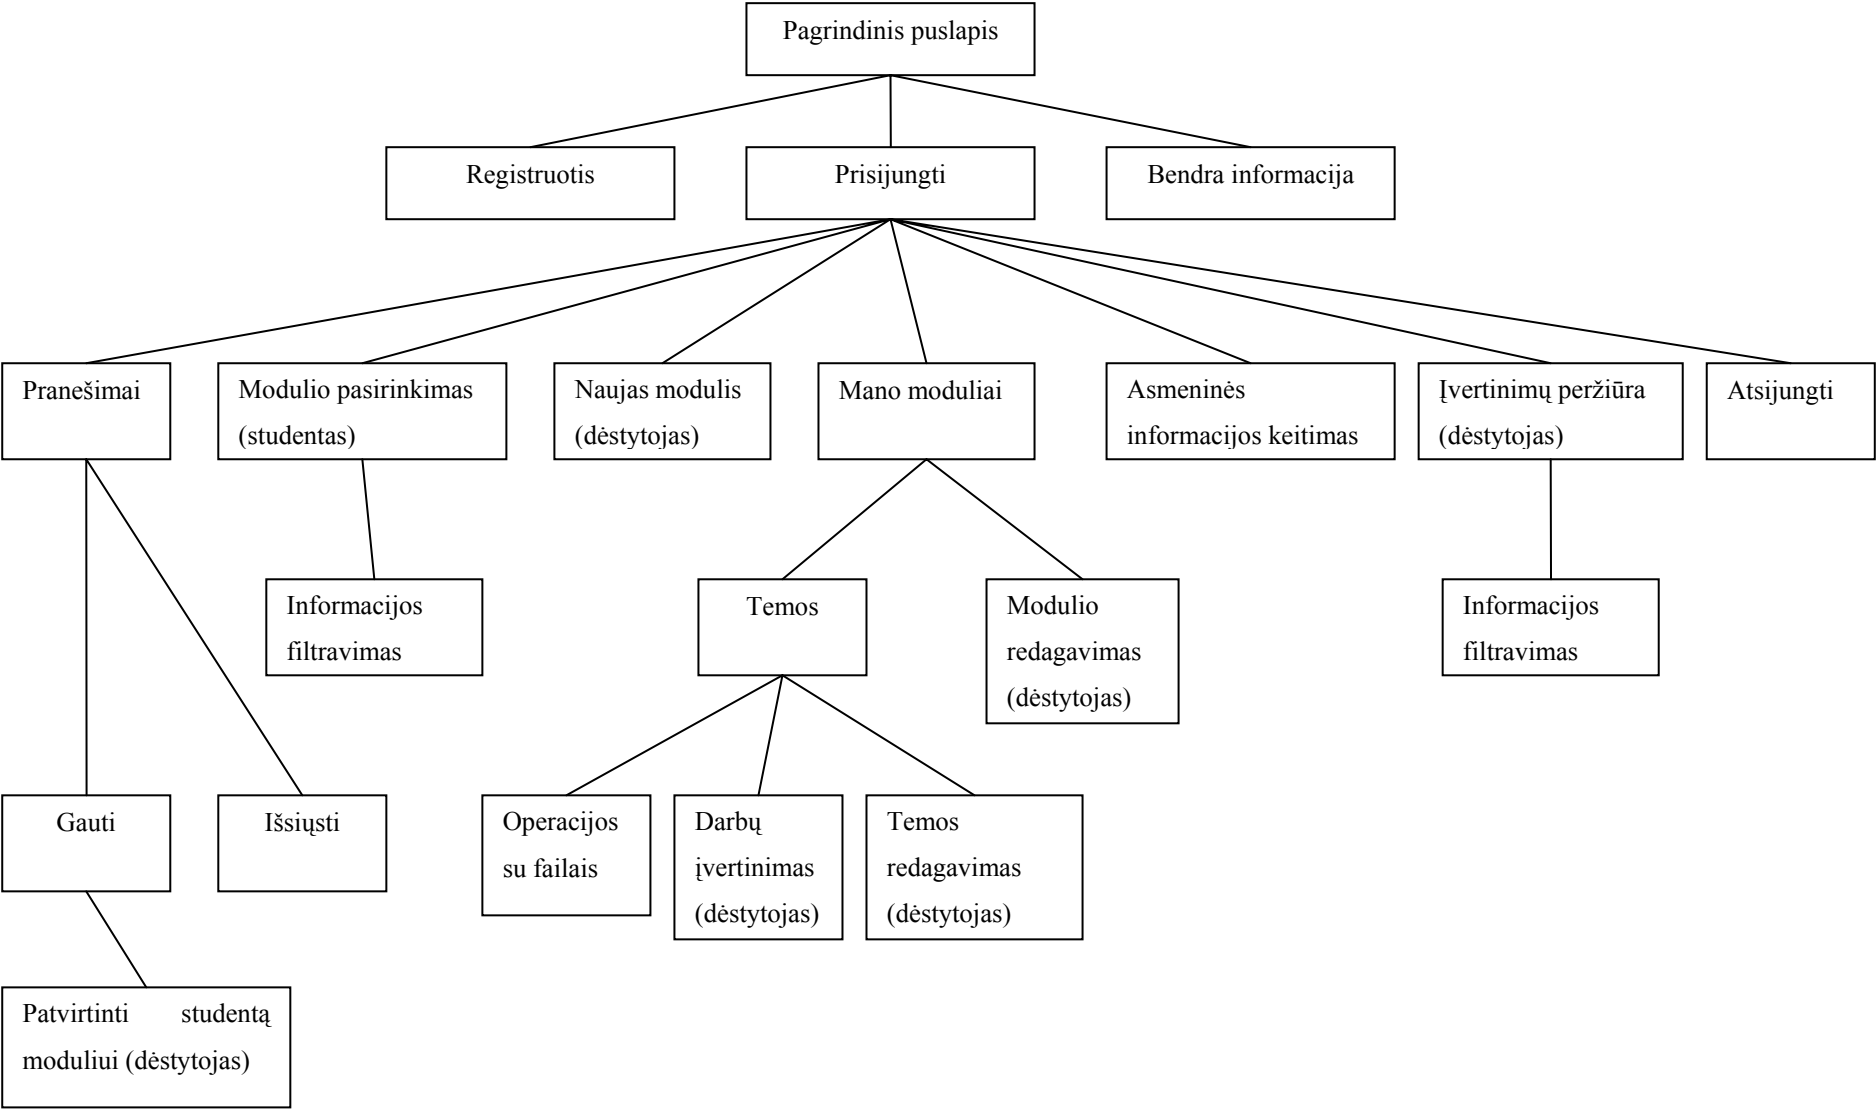 Pagrindinis puslapis
Registruotis
Prisijungti
Bendra informacija
Pranešimai
Modulio pasirinkimas
(studentas)
Naujas modulis
(dėstytojas)
Mano moduliai
Asmeninės
informacijos keitimas
Įvertinimų peržiūra
(dėstytojas)
Atsijungti
Informacijos
filtravimas
Temos
Modulio
redagavimas
(dėstytojas)
Informacijos
filtravimas
Gauti
Išsiųsti
Operacijos
su failais
Darbų
įvertinimas
(dėstytojas)
Temos
redagavimas
(dėstytojas)
Patvirtinti studentą
moduliui (dėstytojas)